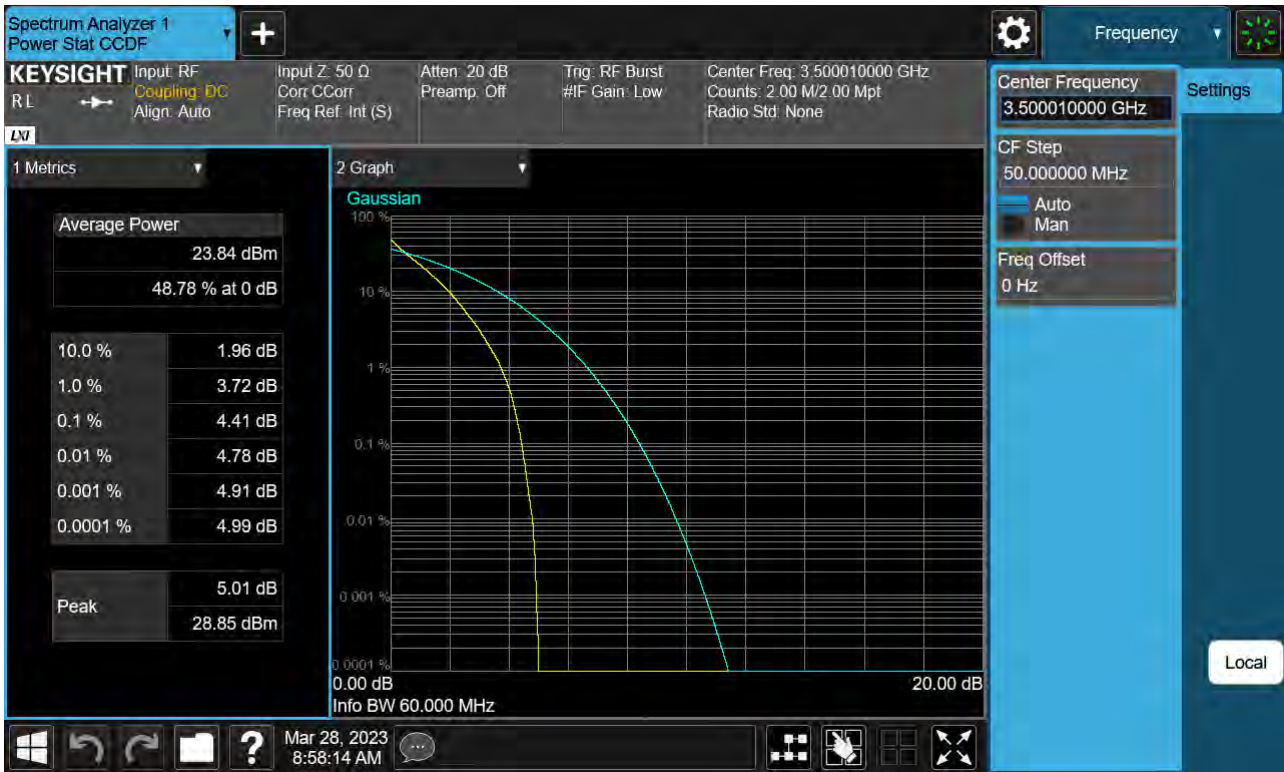 Spectrum Analyzer 1
Power Stat CCDF
+
Frequency
KEYSIGHT
R L
LXI
Input: RF
Coupling: DC
Align: Auto
Input Z: 50 Ω
Corr CCorr
Freq Ref: Int (S)
Atten: 20 dB
Preamp: Off
Trig: RF Burst
#IF Gain: Low
Center Freq: 3.500010000 GHz
Counts: 2.00 M/2.00 Mpt
Radio Std: None
1 Metrics
Average Power
23.84 dBm
48.78 % at 0 dB
10.0 % 1.96 dB
1.0 % 3.72 dB
0.1 % 4.41 dB
0.01 % 4.78 dB
0.001 % 4.91 dB
0.0001 % 4.99 dB
Peak
5.01 dB
28.85 dBm
2 Graph
Gaussian
100 %
10 %
1 %
0.1 %
0.01 %
0.001 %
0.0001 %
0.00 dB 20.00 dB
Info BW 60.000 MHz
Center Frequency
3.500010000 GHz
CF Step
50.000000 MHz
Auto
Man
Freq Offset
0 Hz
Settings
Local
?
Mar 28, 2023
8:58:14 AM